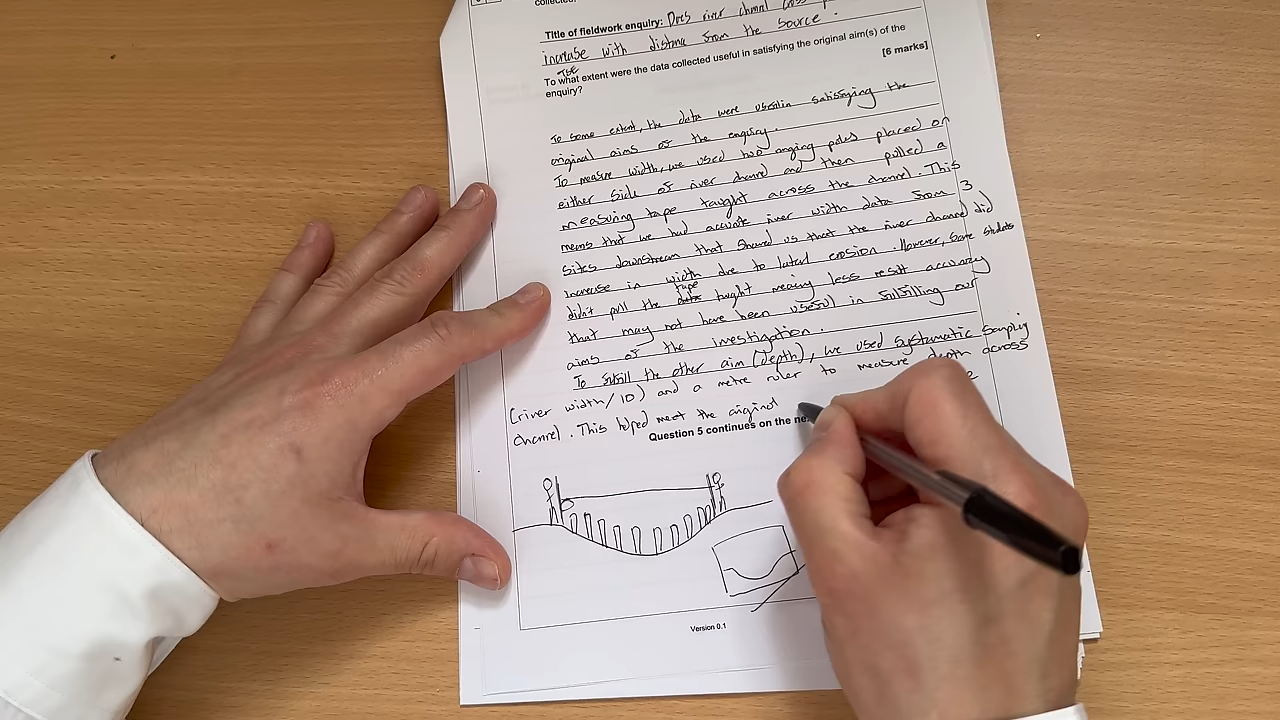 collected.
Title of fieldwork enquiry: Does river channel cross
increase with distance from the source.
To what extent were the data collected useful in satisfying the original aim(s) of the
enquiry?
[6 marks]
To some extent, the data were useful in satisfying the
original aims of the enquiry.
To measure width, we used two ranging poles placed on
either side of river channel and then pulled a
measuring tape taught across the channel. This
means that we had accurate river width data from 3
sites downstream that showed us that the river channel did
increase in width due to lateral erosion. However, some students
didn't pull the tape taught meaning less result accuracy
that may not have been useful in fulfilling our
aims of the investigation.
To fulfill the other aim (depth), we used systematic sampling
(river width/10) and a metre ruler to measure depth across
channel. This helped meet the original
Question 5 continues on the
Version 0.1